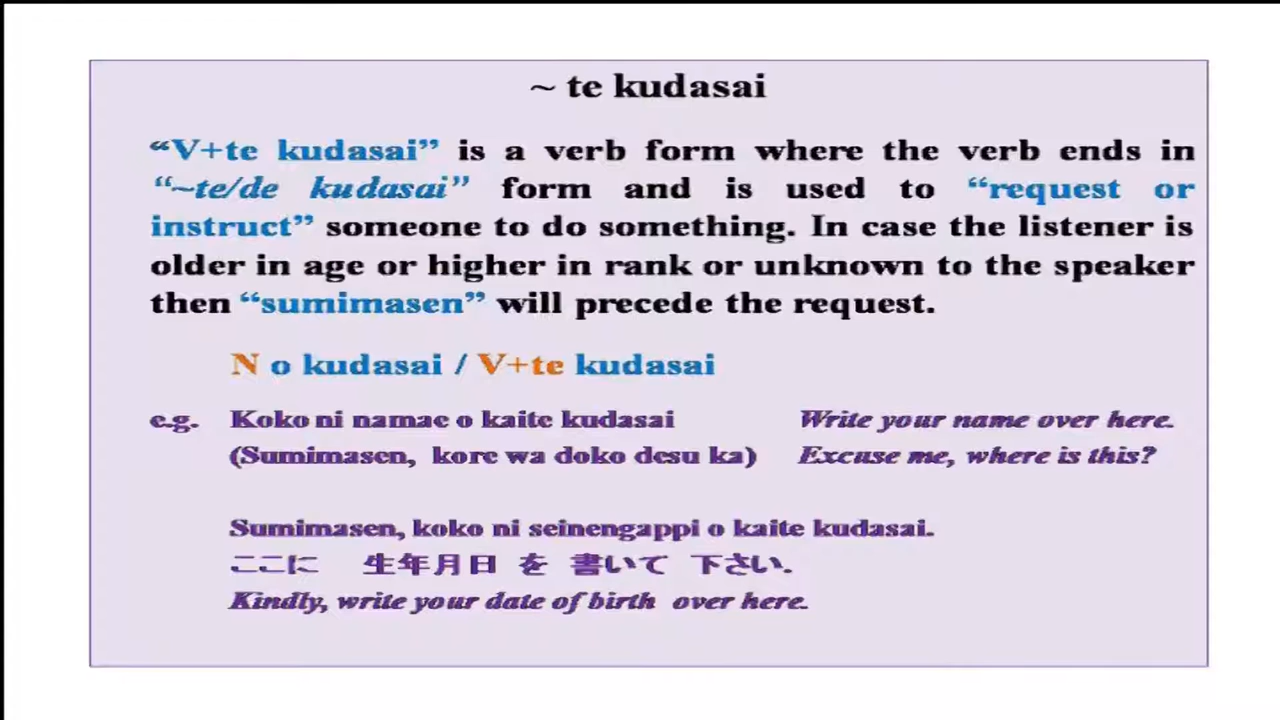 ~ te kudasai
“V+te kudasai” is a verb form where the verb ends in
“~te/de kudasai” form and is used to “request or
instruct” someone to do something. In case the listener is
older in age or higher in rank or unknown to the speaker
then “sumimasen” will precede the request.
N o kudasai / V+te kudasai
e.g. Koko ni namae o kaite kudasai Write your name over here.
(Sumimasen, kore wa doko desu ka) Excuse me, where is this?
Sumimasen, koko ni seinengappi o kaite kudasai.
ここに 生年月日 を 書いて 下さい.
Kindly, write your date of birth over here.